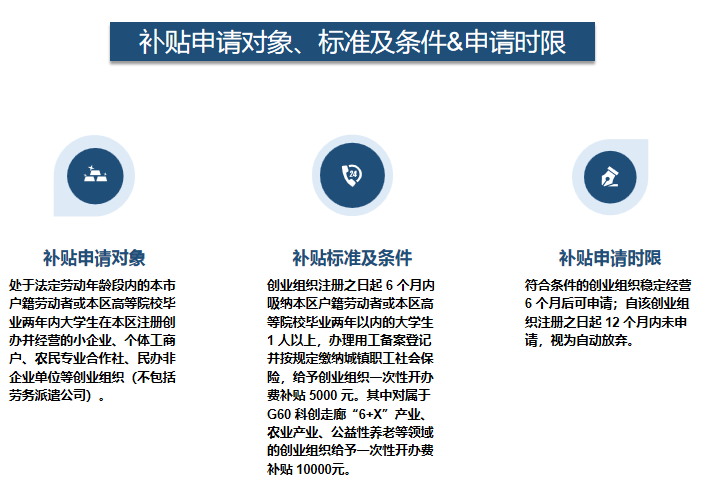 补贴申请对象、标准及条件&申请时限
24
补贴申请对象
处于法定劳动年龄段内的本市
户籍劳动者或本区高等院校毕
业两年内大学生在本区注册创
办并经营的小企业、个体工商
户、农民专业合作社、民办非
企业单位等创业组织（不包括
劳务派遣公司）。
补贴标准及条件
创业组织注册之日起 6 个月内
吸纳本区户籍劳动者或本区高
等院校毕业两年以内的大学生
1 人以上，办理用工备案登记
并按规定缴纳城镇职工社会保
险，给予创业组织一次性开办
费补贴 5000 元。其中对属于
G60 科创走廊“6+X”产业、
农业产业、公益性养老等领域
的创业组织给予一次性开办费
补贴 10000元。
补贴申请时限
符合条件的创业组织稳定经营
6 个月后可申请；自该创业组
织注册之日起 12 个月内未申
请，视为自动放弃。